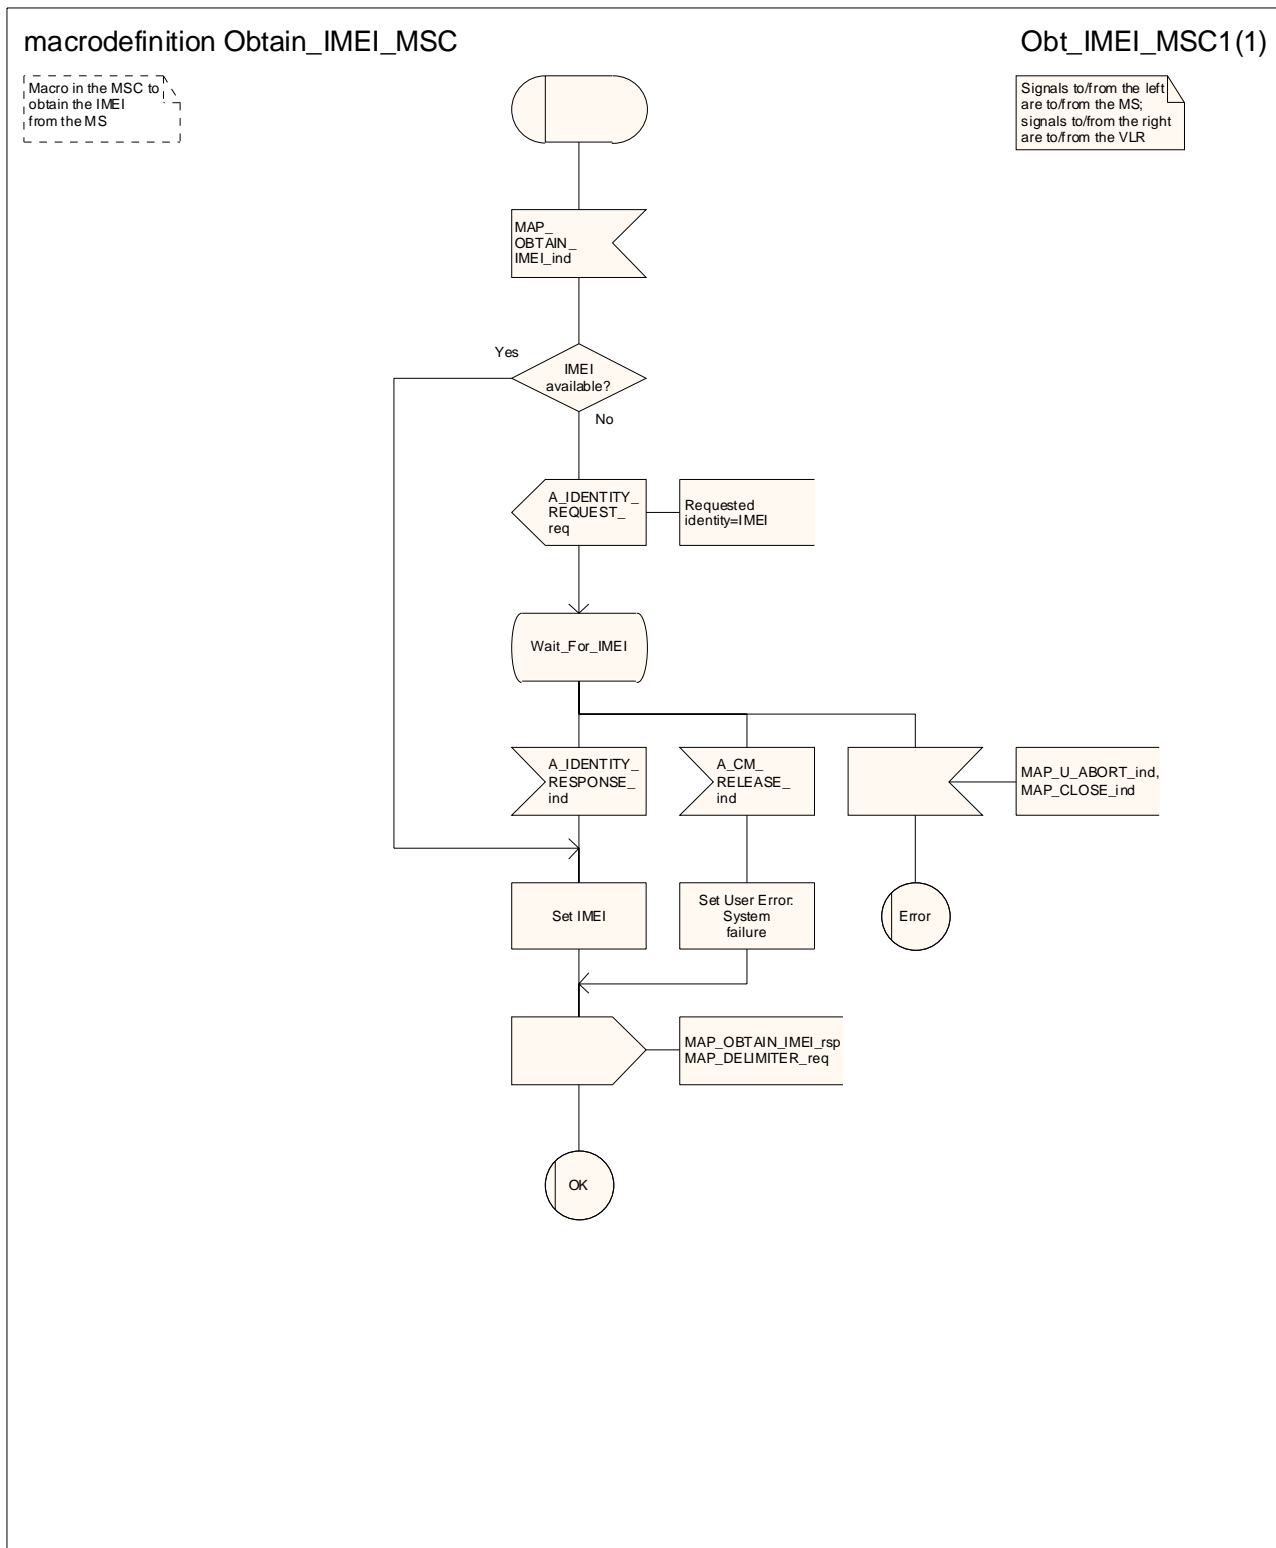 macrodefinition Obtain_IMEI_MSC
Obt_IMEI_MSC1(1)
Macro in the MSC to
obtain the IMEI
from the MS
Signals to/from the left
are to/from the MS;
signals to/from the right
are to/from the VLR
MAP_
OBTAIN_
IMEI_ind
Yes
IMEI
available?
No
A_IDENTITY_
REQUEST_
req
Requested
identity=IMEI
Wait_For_IMEI
A_IDENTITY_
RESPONSE_
ind
A_CM_
RELEASE_
ind
MAP_U_ABORT_ind,
MAP_CLOSE_ind
Set IMEI
Set User Error:
System
failure
Error
MAP_OBTAIN_IMEI_rsp
MAP_DELIMITER_req
OK